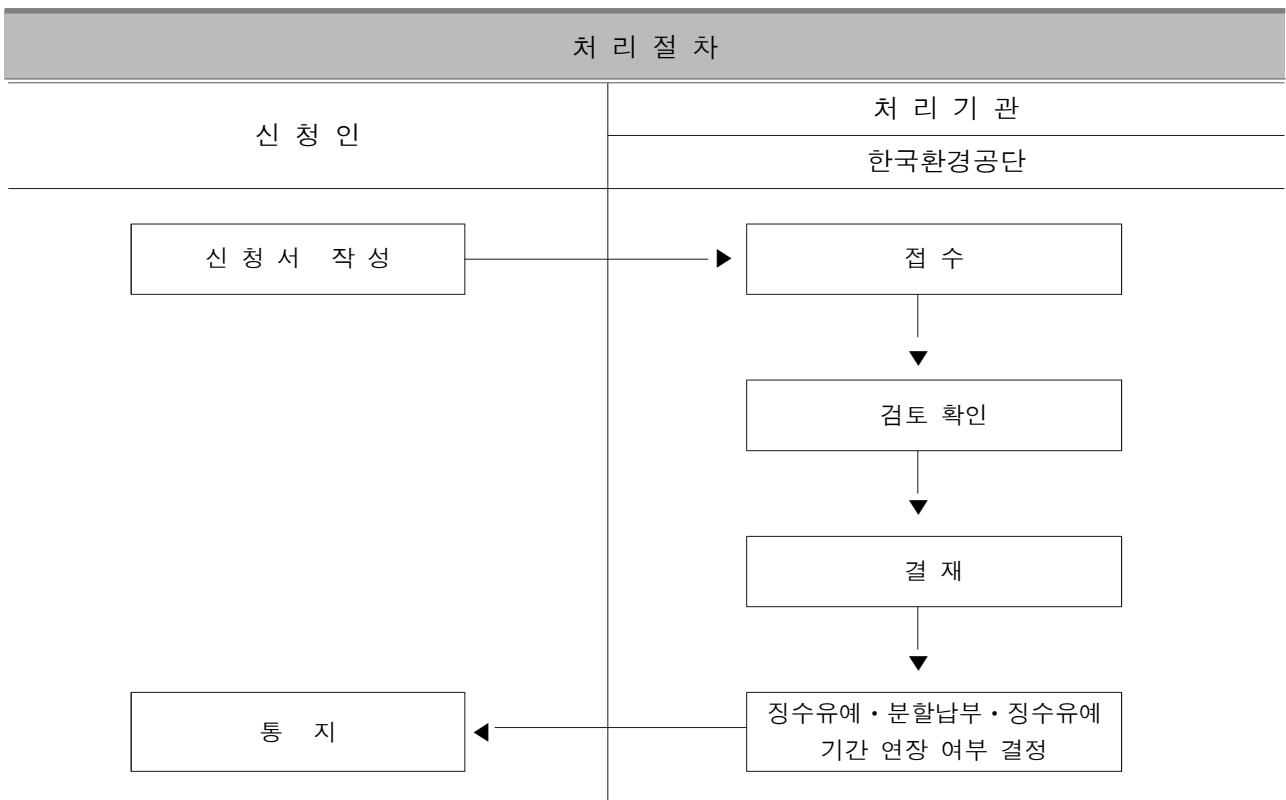 처 리 절 차
신 청 인
처 리 기 관
한국환경공단
신 청 서 작 성
접 수
검토 확인
결 재
징수유예・분할납부・징수유예
기간 연장 여부 결정
통 지